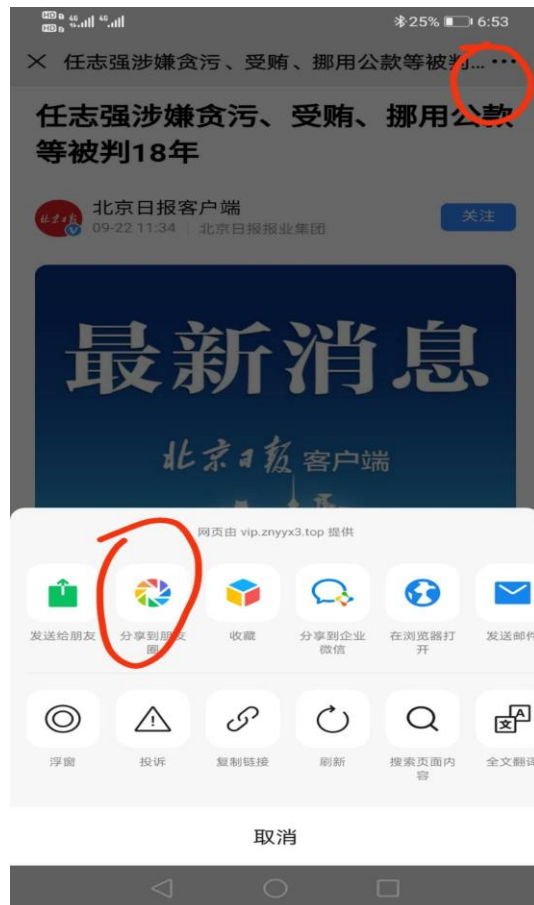 25% 6:53
任志强涉嫌贪污、受贿、挪用公款等被判...
任志强涉嫌贪污、受贿、挪用公款
等被判18年
北京日报客户端
09-22 11:34 | 北京日报报业集团
关注
最新消息
北京日报 客户端
网页由 vip.znyyx3.top 提供
发送给朋友
分享到朋友
圈
收藏
分享到企业
微信
在浏览器打
开
发送邮件
浮窗
投诉
复制链接
刷新
搜索页面内
容
全文翻译
取消